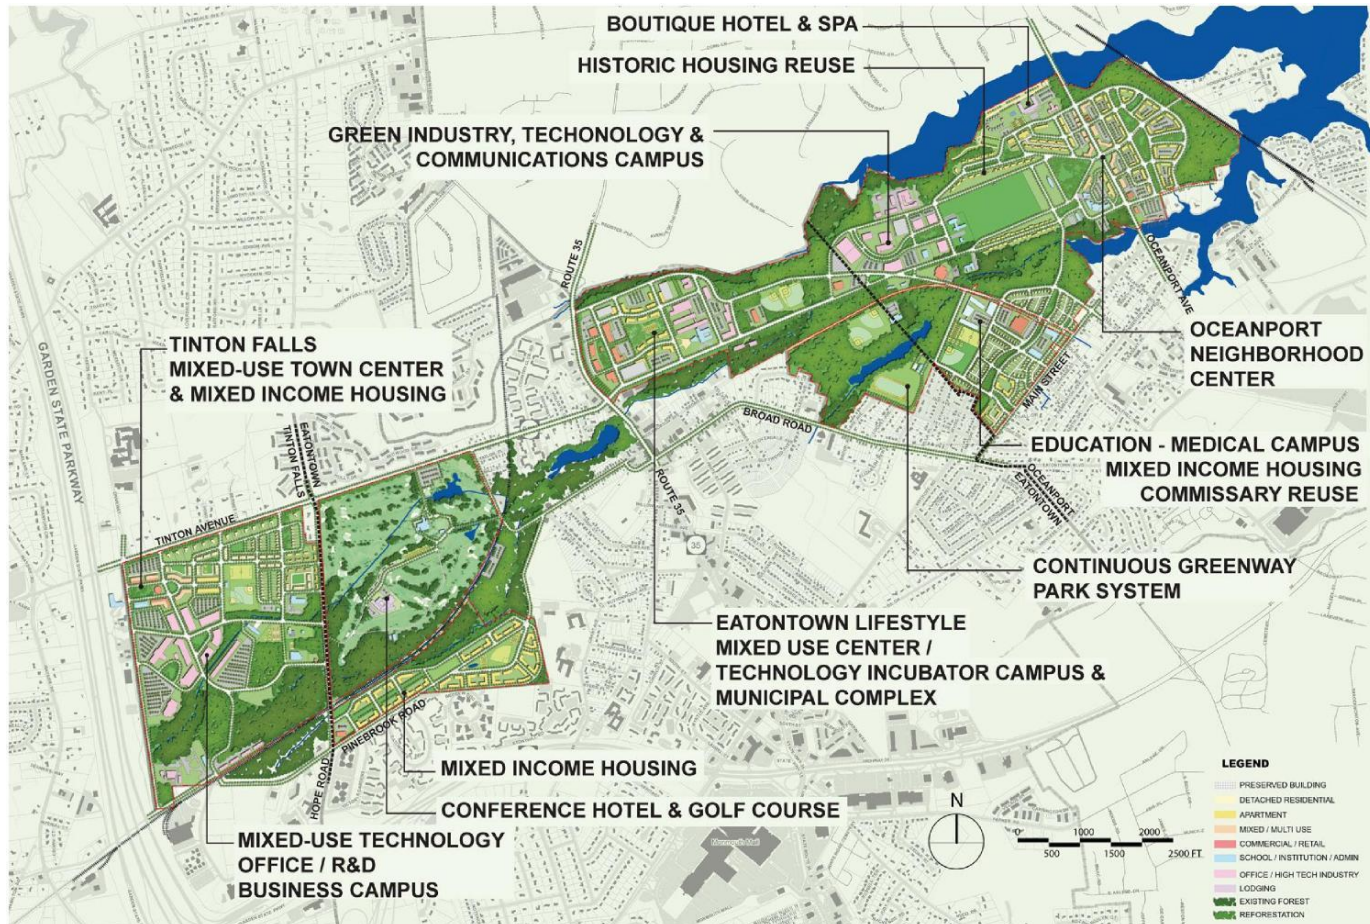 BOUTIQUE HOTEL & SPA
HISTORIC HOUSING REUSE
GREEN INDUSTRY, TECHONOLOGY &
COMMUNICATIONS CAMPUS
ROUTE 35
OCEANPORT AVE
TINTON FALLS
MIXED-USE TOWN CENTER
& MIXED INCOME HOUSING
GARDEN STATE PARKWAY
OCEANPORT
NEIGHBORHOOD
CENTER
MAIN STREET
BROAD ROAD
EATONTOWN
TINTON FALLS
EDUCATION - MEDICAL CAMPUS
MIXED INCOME HOUSING
COMMISSARY REUSE
OCEANPORT
EATONTOWN
ROUTE 35
35
TINTON AVENUE
CONTINUOUS GREENWAY
PARK SYSTEM
EATONTOWN LIFESTYLE
MIXED USE CENTER /
TECHNOLOGY INCUBATOR CAMPUS &
MUNICIPAL COMPLEX
PINEBROOK ROAD
HOPE ROAD
MIXED INCOME HOUSING
CONFERENCE HOTEL & GOLF COURSE
MIXED-USE TECHNOLOGY
OFFICE / R&D
BUSINESS CAMPUS
Monmouth Mall
N
0 1000 2000
500 1500 2500 FT
LEGEND
PRESERVED BUILDING
DETACHED RESIDENTIAL
APARTMENT
MIXED / MULTI USE
COMMERCIAL / RETAIL
SCHOOL / INSTITUTION / ADMIN
OFFICE / HIGH TECH INDUSTRY
LODGING
EXISTING FOREST
REFORESTATION